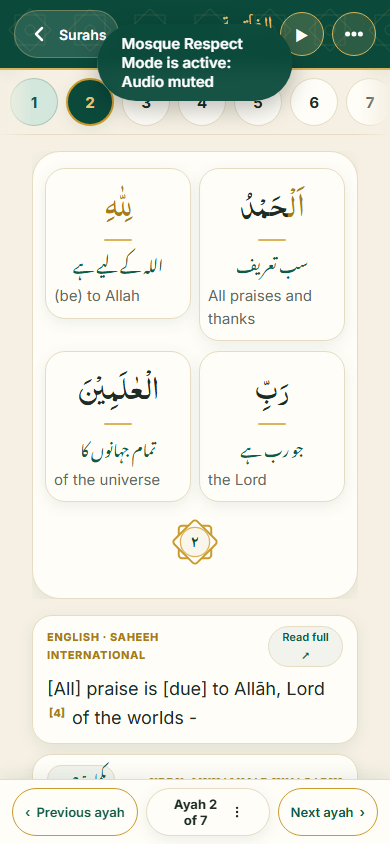 Surahs
Mosque Respect
Mode is active:
Audio muted
1
2
3
4
5
6
7
اَلْحَمْدُ
سب تعریف
All praises and
thanks
لِلّٰهِ
اللہ کے لیے ہے
(be) to Allah
رَبِّ
جو رب ہے
the Lord
الْعٰلَمِیْنَ
تمام جہانوں کا
of the universe
٢
ENGLISH · SAHEEH
INTERNATIONAL
Read full
↗
[All] praise is [due] to Allāh, Lord
[4] of the worlds -
‹ Previous ayah
Ayah 2
of 7
Next ayah ›